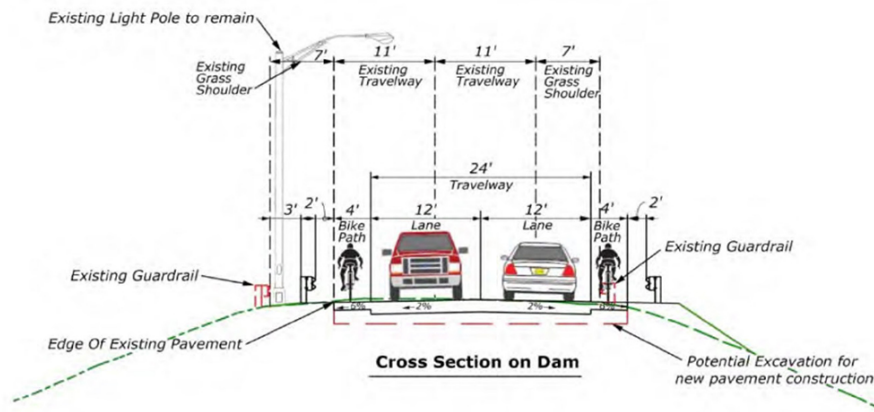 Existing Light Pole to remain
7'
11'
11'
7'
Existing
Grass
Shoulder
Existing
Travelway
Existing
Travelway
Existing
Grass
Shoulder
24'
Travelway
3'
2'
4'
12'
12'
4'
2'
Bike
Path
Lane
Lane
Bike
Path
Existing Guardrail
Existing Guardrail
6%
2%
2%
6%
Edge Of Existing Pavement
Cross Section on Dam
Potential Excavation for
new pavement construction